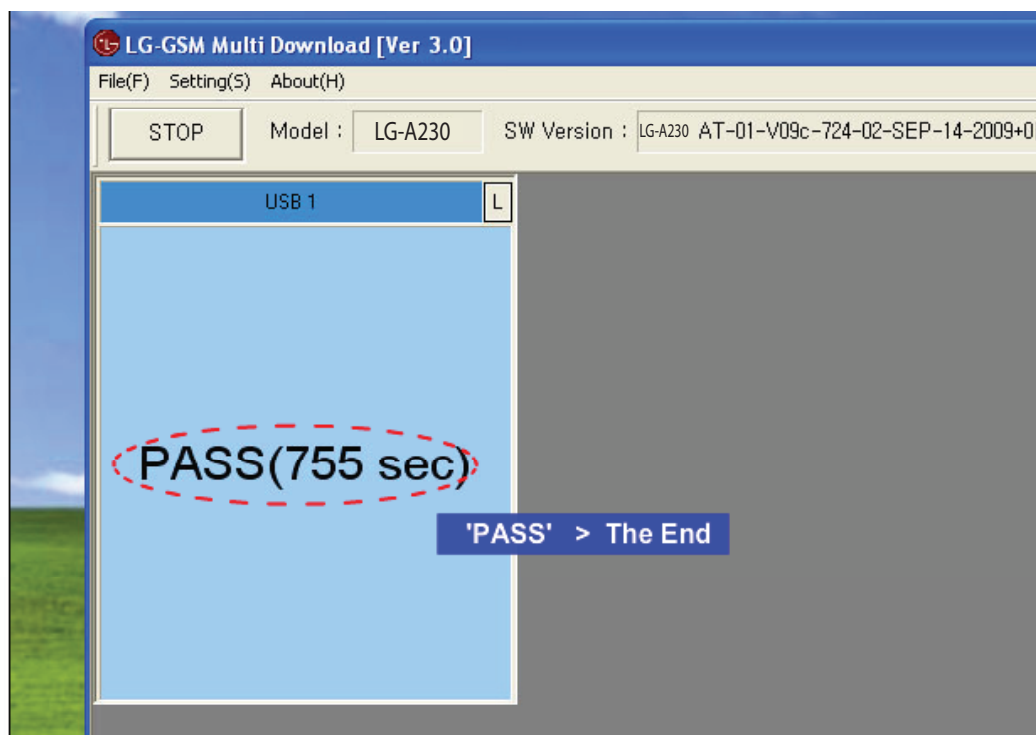 LG-GSM Multi Download [Ver 3.0]
File(F) Setting(S) About(H)
STOP Model : LG-A230 SW Version : LG-A230 AT-01-V09c-724-02-SEP-14-2009+0
USB 1 L
PASS(755 sec)
'PASS' > The End